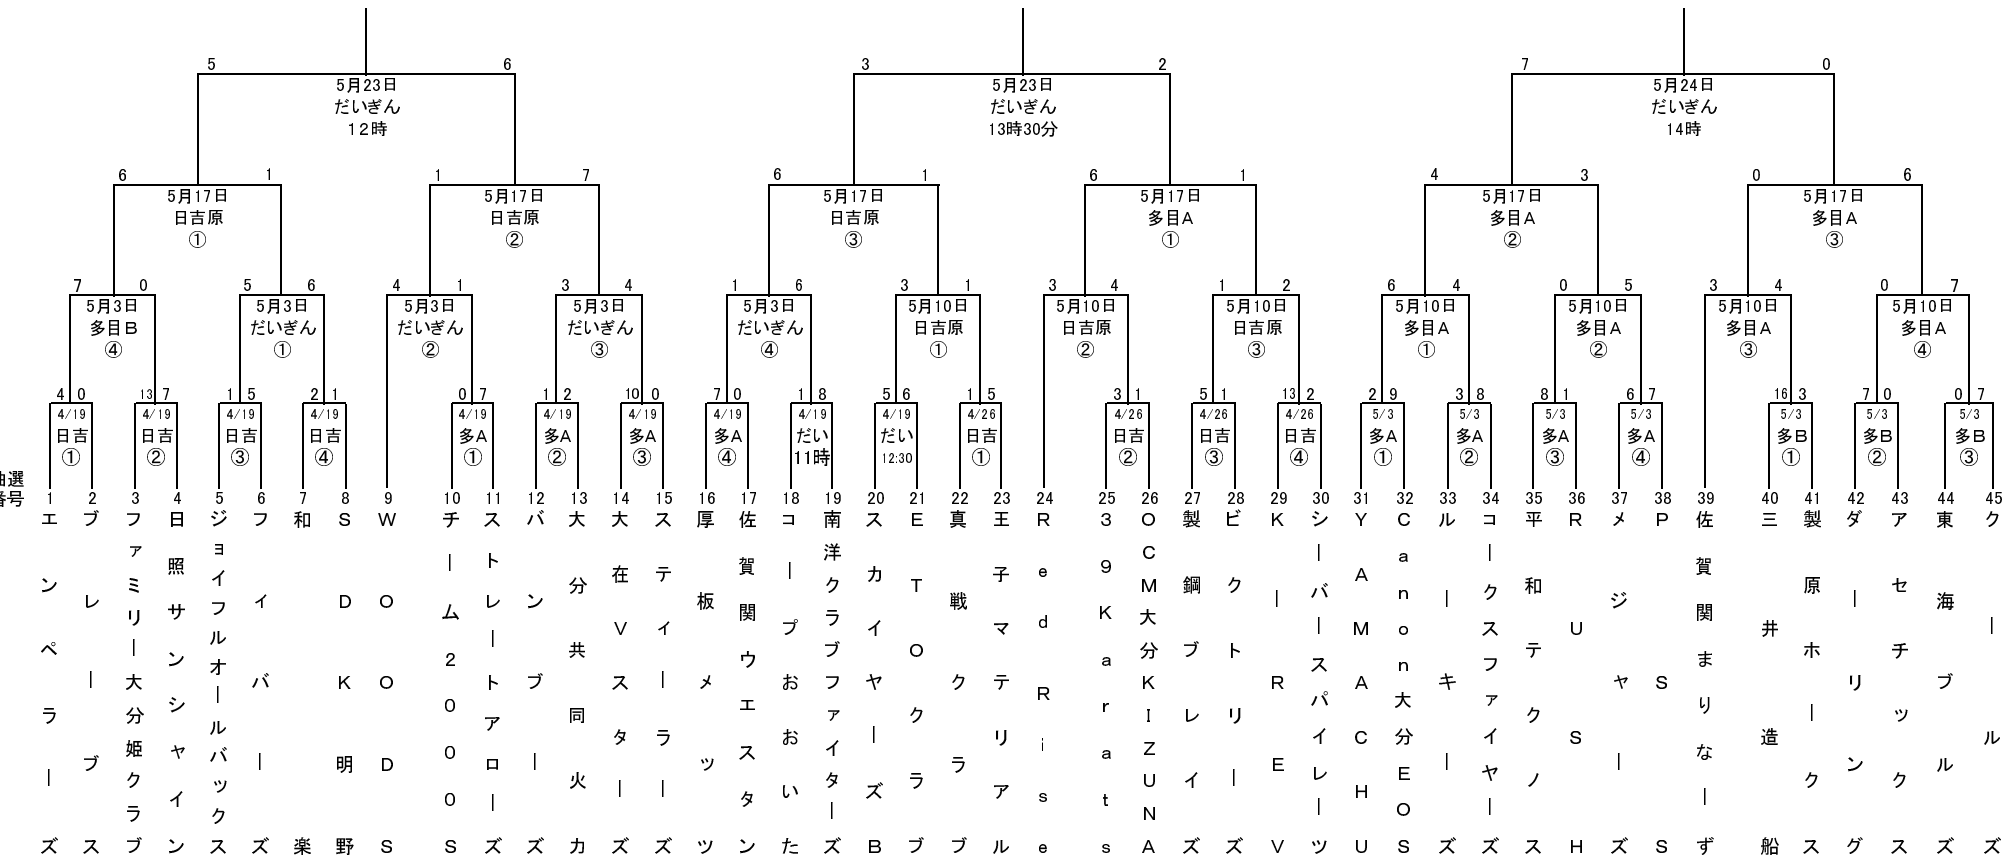 5 6 3 2 7 0
5月23日 5月23日 5月24日
だいぎん だいぎん だいぎん
12時 13時30分 14時
6 1 1 7 6 1 6 1 4 3 0 6
5月17日 5月17日 5月17日 5月17日 5月17日 5月17日
日吉原 日吉原 日吉原 多目A 多目A 多目A
① ② ③ ① ② ③
7 0 5 6 4 1 3 4 1 6 3 1 3 4 1 2 6 4 0 5 3 4 0 7
5月3日 5月3日 5月3日 5月3日 5月3日 5月10日 5月10日 5月10日 5月10日 5月10日 5月10日 5月10日
多目B だいぎん だいぎん だいぎん だいぎん 日吉原 日吉原 日吉原 多目A 多目A 多目A 多目A
④ ① ② ③ ④ ① ② ③ ① ② ③ ④
4 0 13 7 1 5 2 1 0 7 1 2 10 0 7 0 1 8 5 6 1 5 3 1 5 1 13 2 2 9 3 8 8 1 6 7 16 3 7 0 0 7
4/19 4/19 4/19 4/19 4/19 4/19 4/19 4/19 4/19 4/19 4/26 4/26 4/26 4/26 5/3 5/3 5/3 5/3 5/3 5/3 5/3
日吉 日吉 日吉 日吉 多A 多A 多A 多A だい だい 日吉 日吉 日吉 日吉 多A 多A 多A 多A 多B 多B 多B
① ② ③ ④ ① ② ③ ④ 11時 12:30 ① ② ③ ④ ① ② ③ ④ ① ② ③
抽選
番号
1 2 3 4 5 6 7 8 9 10 11 12 13 14 15 16 17 18 19 20 21 22 23 24 25 26 27 28 29 30 31 32 33 34 35 36 37 38 39 40 41 42 43 44 45
エンペラーズ
ブレーブス
ファミリー大分姫クラブ
日照サンシャイン
ジョイフルオールバックス
フィバーズ
和楽
SDK明野
WOODS
チーム2000S
ストレートアローズ
バンブーズ
大分共同火カ
大在Vスターズ
スティーラーズ
厚板メッツ
佐賀関ウエスタン
コープおおいた
南洋クラブファイターズ
スカイヤーズB
ETOクラブ
真戦クラブ
王子マテリアル
RedRise
39Karats
OCM大分KIZUNA
製鋼ブレイズ
ビクトリーズ
K-REV
シーバースパイレーツ
YAMACHU
Canon大分EOS
ルーキーズ
コークスファイヤーズ
平和テクノス
RUSH
メジャーズ
PSS
佐賀関まりなーず
三井造船
製原ホークス
ダーリング
アセチックス
東海ブルズ
クールズ